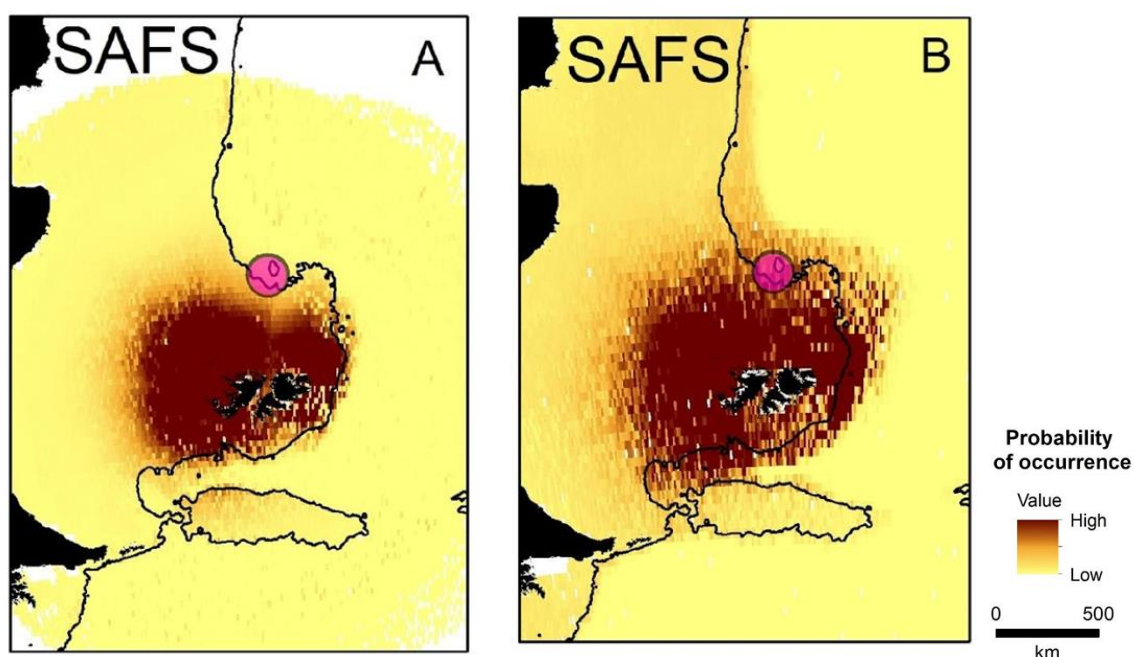 SAFS
A
SAFS
B
Probability
of occurrence
Value
High
Low
0
500
km